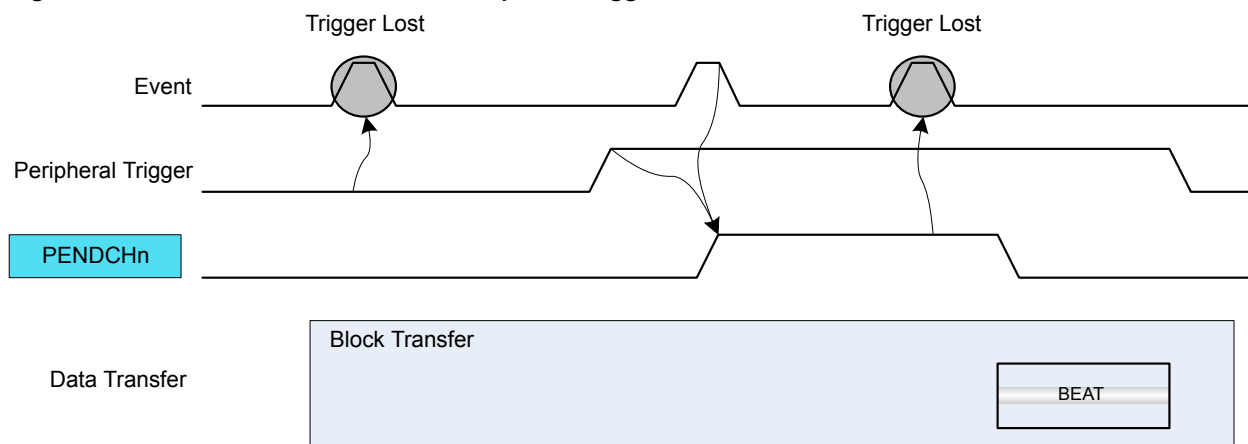 Trigger Lost
Trigger Lost
Event
Peripheral Trigger
PENDCHn
Block Transfer
Data Transfer
BEAT